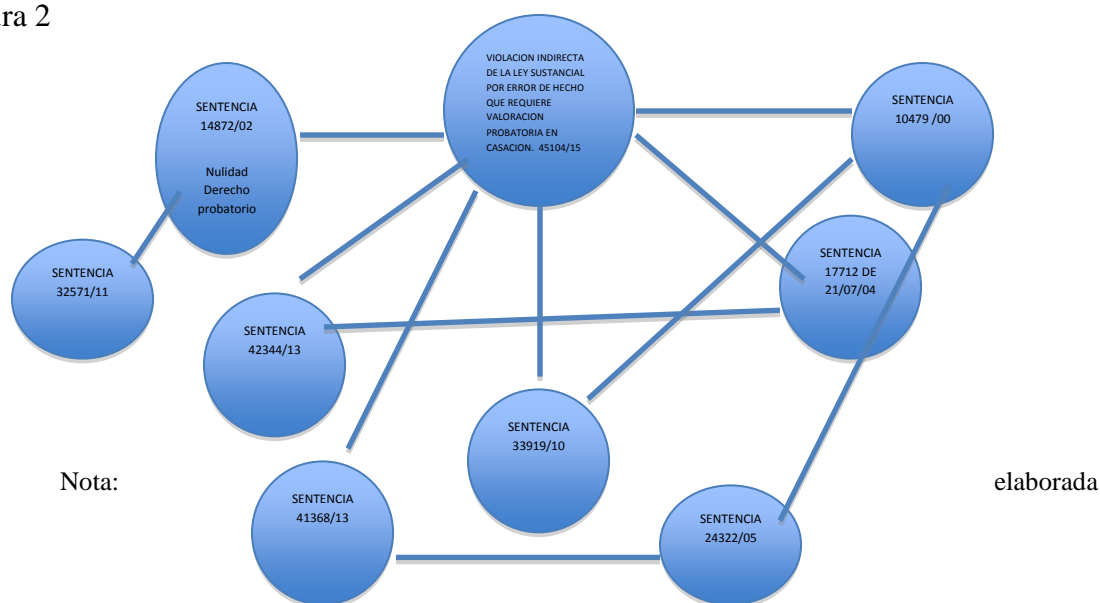 ra 2
VIOLACION INDIRECTA
DE LA LEY SUSTANCIAL
POR ERROR DE HECHO
QUE REQUIERE
VALORACION
PROBATORIA EN
CASACION. 45104/15
SENTENCIA
14872/02
Nulidad
Derecho
probatorio
SENTENCIA
10479 /00
SENTENCIA
32571/11
SENTENCIA
17712 DE
21/07/04
SENTENCIA
42344/13
SENTENCIA
33919/10
Nota: elaborada
SENTENCIA
41368/13
SENTENCIA
24322/05